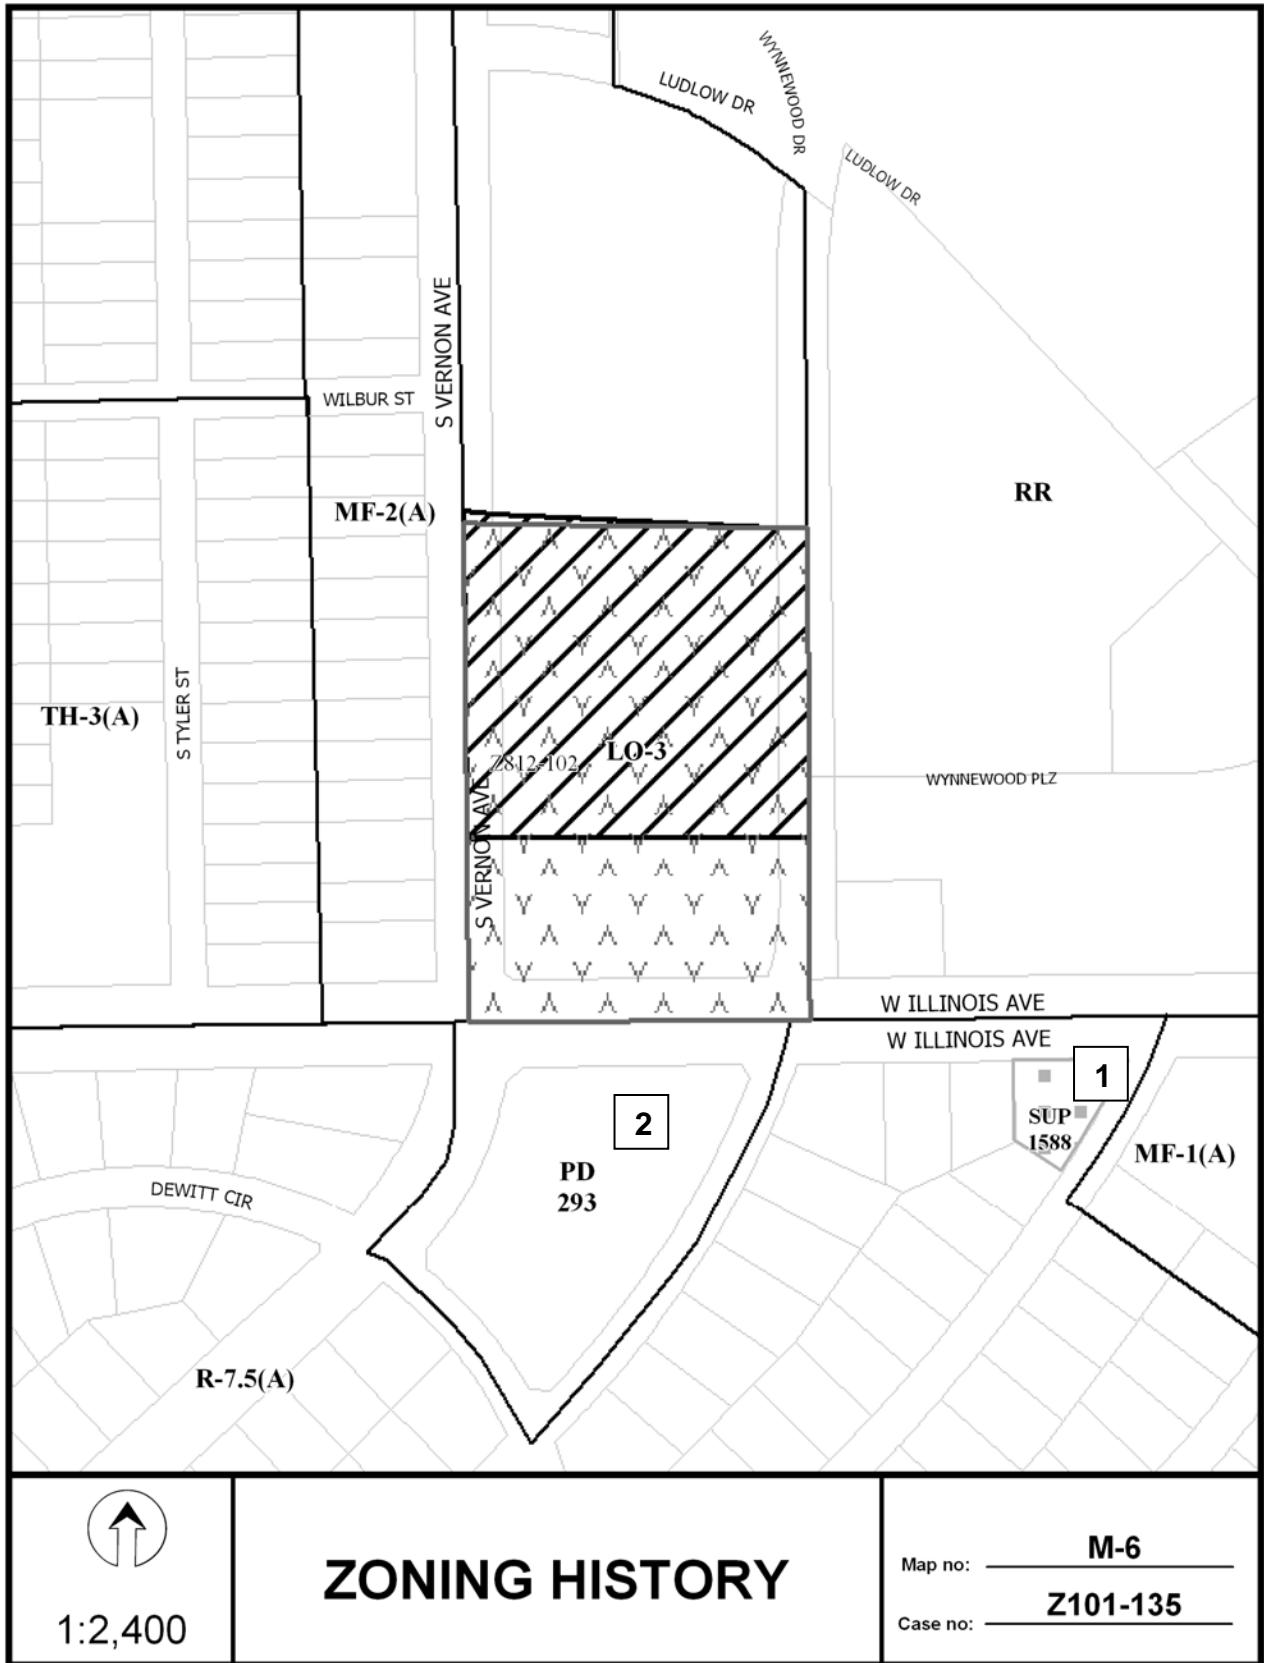 WYNNEWOOD DR
LUDLOW DR
LUDLOW DR
S VERNON AVE
WILBUR ST
RR
MF-2(A)
S TYLER ST
TH-3(A)
LO-3
Z812-102
WYNNEWOOD PLZ
S VERNON AVE
W ILLINOIS AVE
W ILLINOIS AVE
1
2
SUP
1588
MF-1(A)
PD
293
DEWITT CIR
R-7.5(A)
1:2,400
ZONING HISTORY
Map no: M-6
Case no: Z101-135